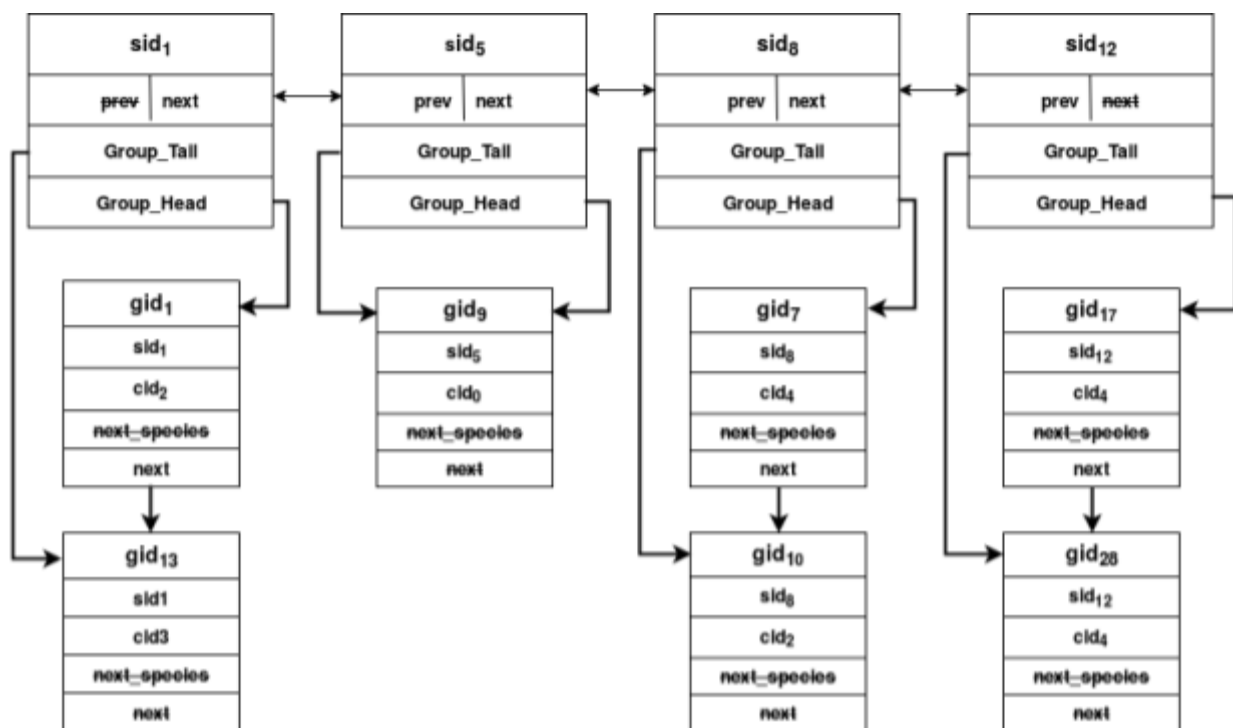 sid₁
prev next
Group_Tail
Group_Head
sid₅
prev next
Group_Tail
Group_Head
sid₈
prev next
Group_Tail
Group_Head
sid₁₂
prev next
Group_Tail
Group_Head
gid₁
sid₁
cid₂
next_species
next
gid₉
sid₅
cid₀
next_species
next
gid₇
sid₈
cid₄
next_species
next
gid₁₇
sid₁₂
cid₄
next_species
next
gid₁₃
sid1
cid3
next_species
next
gid₁₀
sid₈
cid₂
next_species
next
gid₂₈
sid₁₂
cid₄
next_species
next